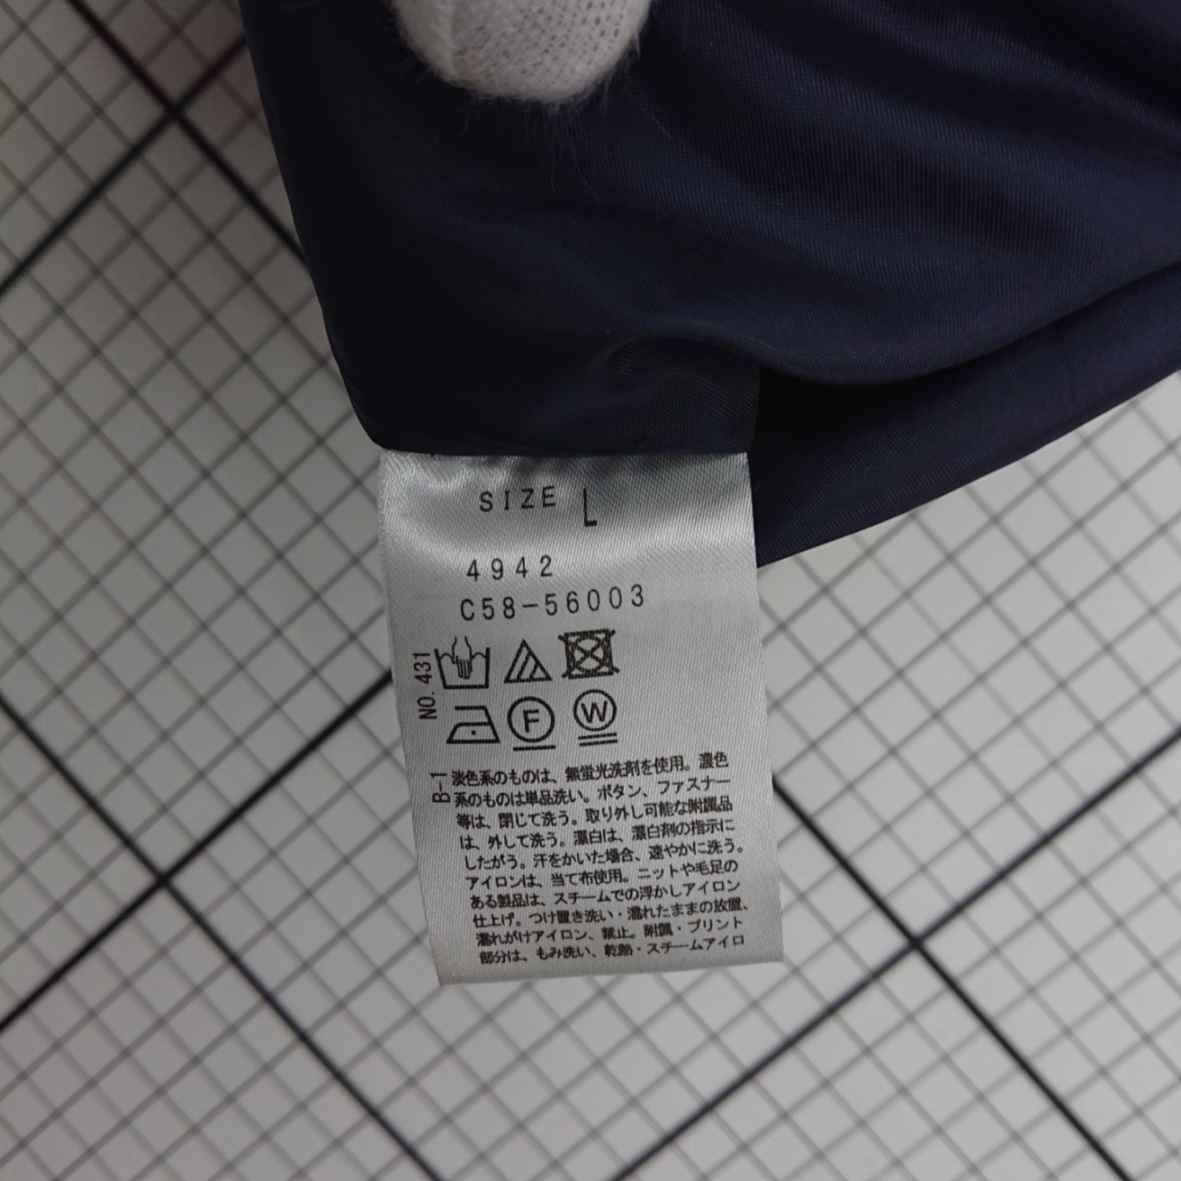 SIZE L
4942
C58-56003
NO.431
F W
B-1
淡色系のものは、無蛍光洗剤を使用。濃色
系のものは単品洗い。ボタン、ファスナー
等は、閉じて洗う。取り外し可能な附属品
は、外して洗う。漂白は、漂白剤の指示に
したがう。汗をかいた場合、速やかに洗う。
アイロンは、当て布使用。ニットや毛足の
ある製品は、スチームでの浮かしアイロン
仕上げ。つけ置き洗い・濡れたままの放置、
濡れがけアイロン、禁止。附属・プリント
部分は、もみ洗い、乾熱・スチームアイロ